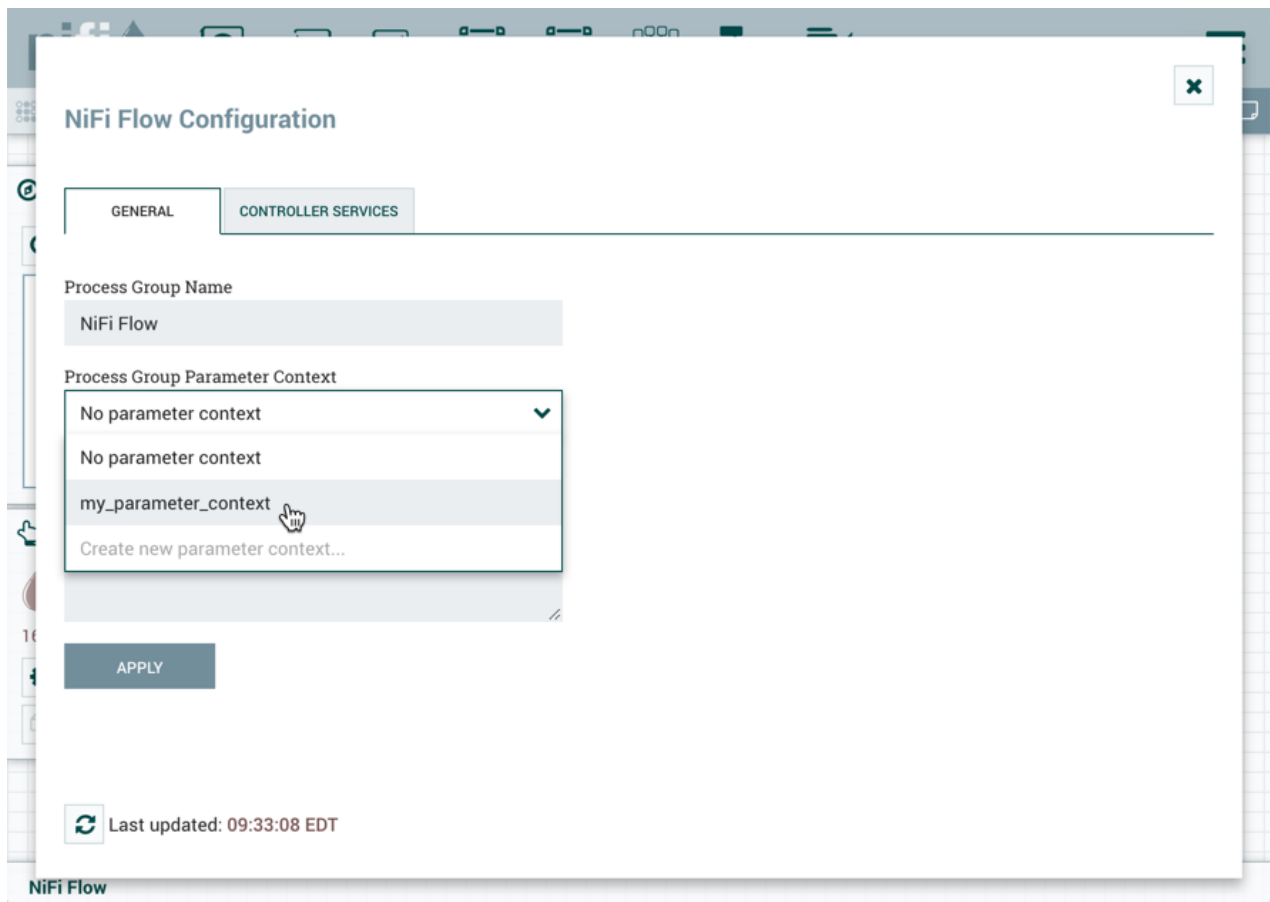 NiFi Flow Configuration
GENERAL
CONTROLLER SERVICES
Process Group Name
NiFi Flow
Process Group Parameter Context
No parameter context
No parameter context
my_parameter_context
Create new parameter context...
16
APPLY
Last updated: 09:33:08 EDT
NiFi Flow